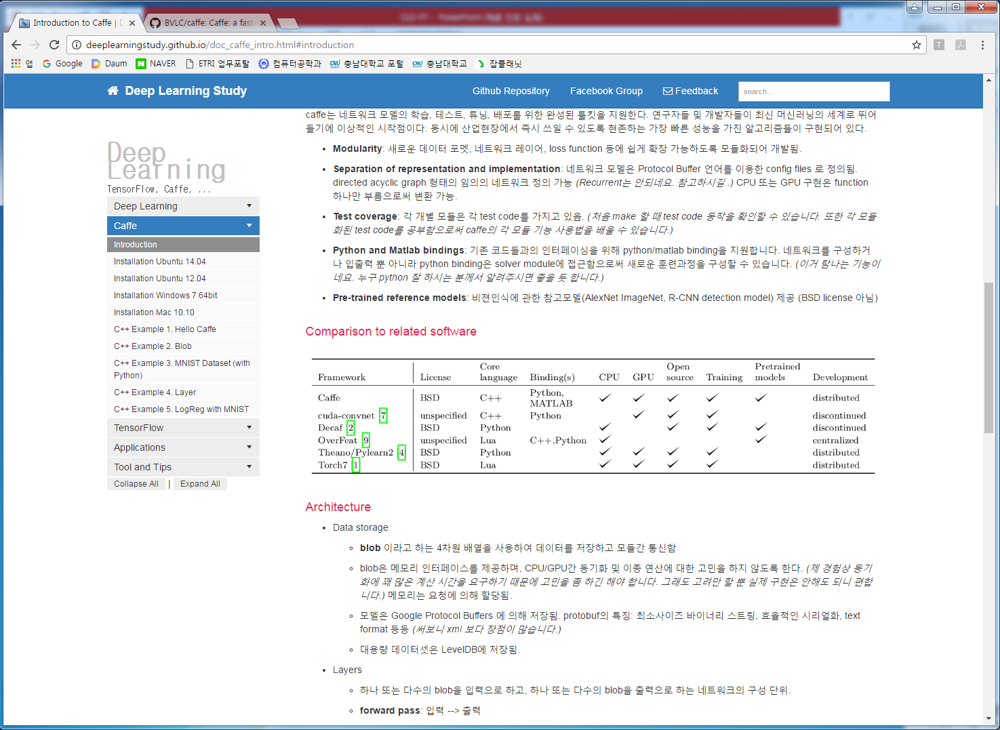 Introduction to Caffe | D
BVLC/caffe: Caffe: a fast
deeplearningstudy.github.io/doc_caffe_intro.html#introduction
앱 Google Daum NAVER ETRI 업무포탈 컴퓨터공학과 충남대학교 포털 충남대학교 잡플래닛
Deep Learning Study Github Repository Facebook Group Feedback search...
Deep
Learning
TensorFlow, Caffe, ...
Deep Learning
Caffe
Introduction
Installation Ubuntu 14.04
Installation Ubuntu 12.04
Installation Windows 7 64bit
Installation Mac 10.10
C++ Example 1. Hello Caffe
C++ Example 2. Blob
C++ Example 3. MNIST Dataset (with
Python)
C++ Example 4. Layer
C++ Example 5. LogReg with MNIST
TensorFlow
Applications
Tool and Tips
Collapse All | Expand All
caffe는 네트워크 모델의 학습, 테스트, 튜닝, 배포를 위한 완성된 툴킷을 지원한다. 연구자들 및 개발자들이 최신 머신러닝의 세계로 뛰어
들기에 이상적인 시작점이다. 동시에 산업현장에서 즉시 쓰일 수 있도록 현존하는 가장 빠른 성능을 가진 알고리즘들이 구현되어 있다.
• Modularity: 새로운 데이터 포멧, 네트워크 레이어, loss function 등에 쉽게 확장 가능하도록 모듈화되어 개발됨.
• Separation of representation and implementation: 네트워크 모델은 Protocol Buffer 언어를 이용한 config files 로 정의됨.
directed acyclic graph 형태의 임의의 네트워크 정의 가능 (Recurrent는 안되네요. 참고하시길..) CPU 또는 GPU 구현은 function
하나만 부름으로써 변환 가능.
• Test coverage: 각 개별 모듈은 각 test code를 가지고 있음. (처음 make 할 때 test code 동작을 확인할 수 있습니다. 또한 각 모듈
화된 test code를 공부함으로써 caffe의 각 모듈 기능 사용법을 배울 수 있습니다.)
• Python and Matlab bindings: 기존 코드들과의 인터페이싱을 위해 python/matlab binding을 지원합니다. 네트워크를 구성하거
나 입출력 뿐 아니라 python binding은 solver module에 접근함으로써 새로운 훈련과정을 구성할 수 있습니다. (이거 탐나는 기능이
네요. 누구 python 잘 하시는 분께서 알려주시면 좋을 듯 합니다.)
• Pre-trained reference models: 비젼인식에 관한 참고모델(AlexNet ImageNet, R-CNN detection model) 제공 (BSD license 아님)
Comparison to related software
Framework License Core language Binding(s) CPU GPU Open source Training Pretrained models Development
Caffe BSD C++ Python, MATLAB ✓ ✓ ✓ ✓ ✓ distributed
cuda-convnet [7] unspecified C++ Python ✓ ✓ ✓ discontinued
Decaf [2] BSD Python ✓ ✓ ✓ ✓ discontinued
OverFeat [9] unspecified Lua C++,Python ✓ ✓ centralized
Theano/Pylearn2 [4] BSD Python ✓ ✓ ✓ ✓ distributed
Torch7 [1] BSD Lua ✓ ✓ ✓ ✓ distributed
Architecture
• Data storage
◦ blob 이라고 하는 4차원 배열을 사용하여 데이터를 저장하고 모듈간 통신함
◦ blob은 메모리 인터페이스를 제공하며, CPU/GPU간 동기화 및 이종 연산에 대한 고민을 하지 않도록 한다. (제 경험상 동기
화에 꽤 많은 계산 시간을 요구하기 때문에 고민을 좀 하긴 해야 합니다. 그래도 고려만 할 뿐 실제 구현은 안해도 되니 편합
니다.) 메모리는 요청에 의해 할당됨.
◦ 모델은 Google Protocol Buffers 에 의해 저장됨. protobuf의 특징: 최소사이즈 바이너리 스트링, 효율적인 시리얼화, text
format 등등 (써보니 xml 보다 장점이 많습니다.)
◦ 대용량 데이터셋은 LevelDB에 저장됨.
• Layers
◦ 하나 또는 다수의 blob을 입력으로 하고, 하나 또는 다수의 blob을 출력으로 하는 네트워크의 구성 단위.
◦ forward pass: 입력 --> 출력